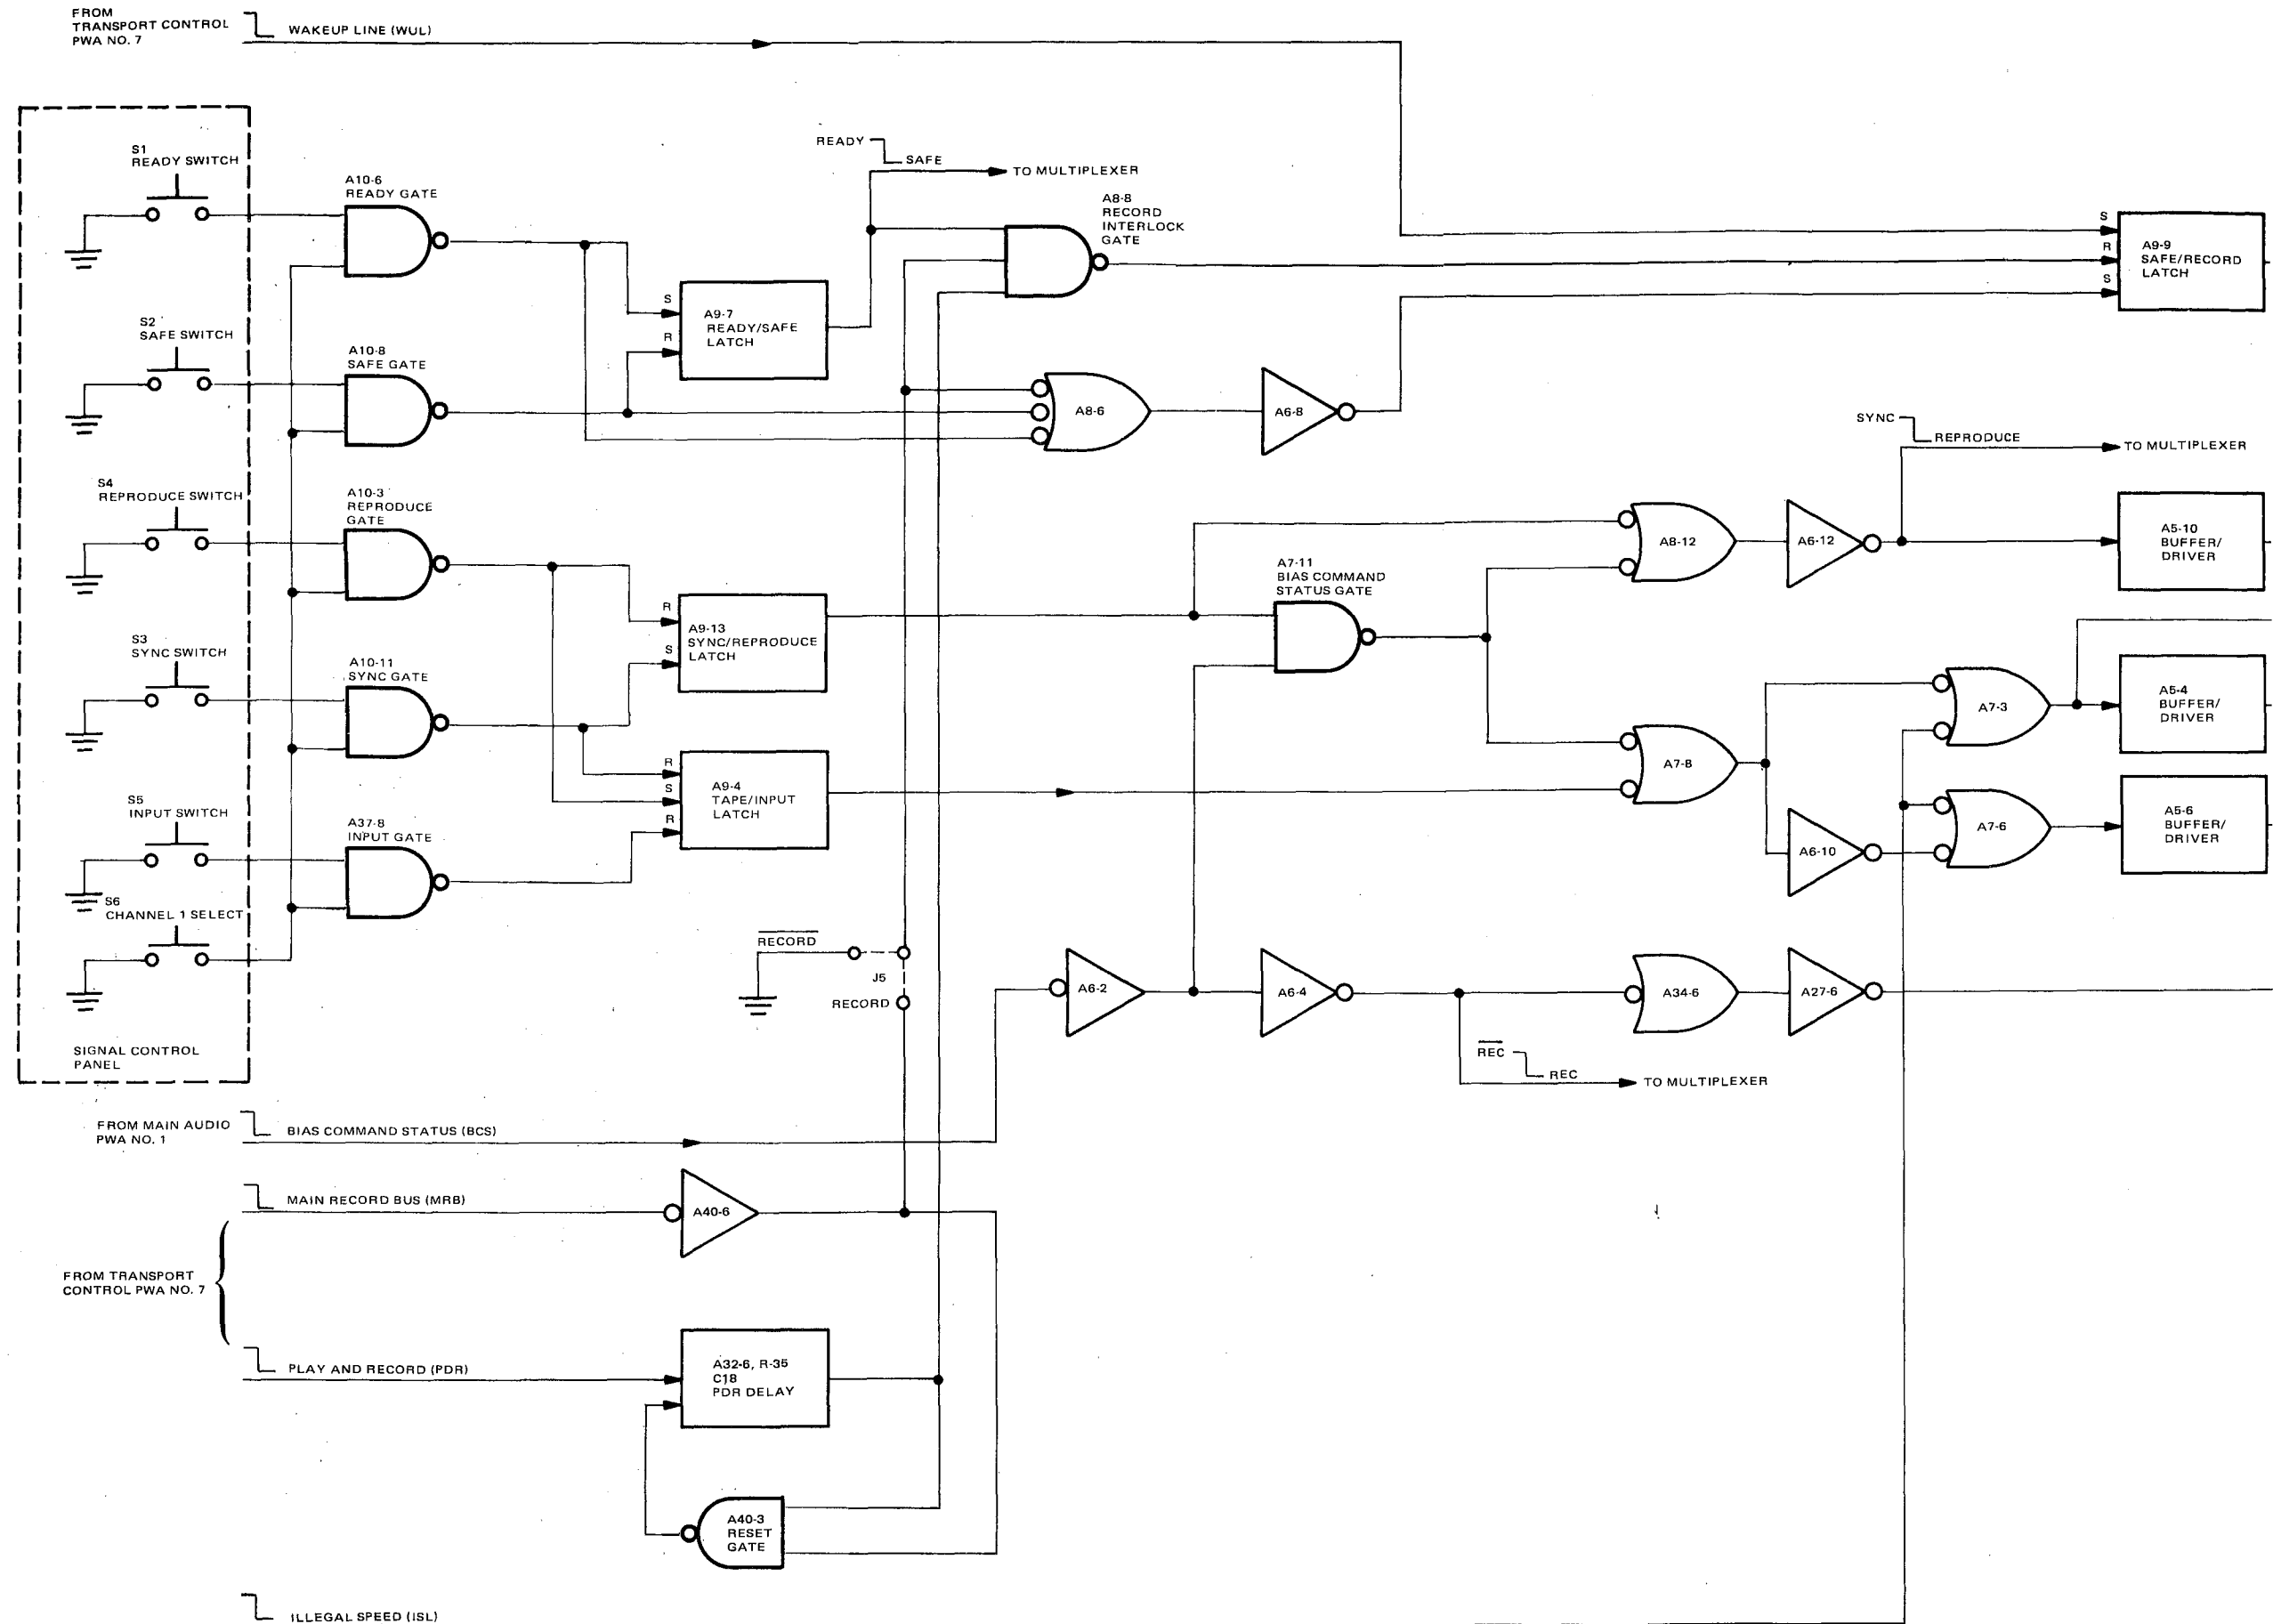 FROM
TRANSPORT CONTROL
PWA NO. 7
WAKEUP LINE (WUL)
S1
READY SWITCH
A10-6
READY GATE
READY
SAFE
TO MULTIPLEXER
A8-8
RECORD
INTERLOCK
GATE
S
R
S
A9-9
SAFE/RECORD
LATCH
S2
SAFE SWITCH
A10-8
SAFE GATE
S
R
A9-7
READY/SAFE
LATCH
A8-6
A6-8
SYNC
REPRODUCE
TO MULTIPLEXER
S4
REPRODUCE SWITCH
A10-3
REPRODUCE
GATE
A8-12
A6-12
A5-10
BUFFER/
DRIVER
A7-11
BIAS COMMAND
STATUS GATE
S3
SYNC SWITCH
A10-11
SYNC GATE
R
S
A9-13
SYNC/REPRODUCE
LATCH
A7-3
A5-4
BUFFER/
DRIVER
A7-8
R
S
R
A9-4
TAPE/INPUT
LATCH
S5
INPUT SWITCH
A37-8
INPUT GATE
A6-10
A7-6
A5-6
BUFFER/
DRIVER
S6
CHANNEL 1 SELECT
RECORD
J5
RECORD
A6-2
A6-4
A34-6
A27-6
SIGNAL CONTROL
PANEL
REC
REC
TO MULTIPLEXER
FROM MAIN AUDIO
PWA NO. 1
BIAS COMMAND STATUS (BCS)
MAIN RECORD BUS (MRB)
A40-6
FROM TRANSPORT
CONTROL PWA NO. 7
PLAY AND RECORD (PDR)
A32-6, R-35
C18
PDR DELAY
A40-3
RESET
GATE
ILLEGAL SPEED (ISL)